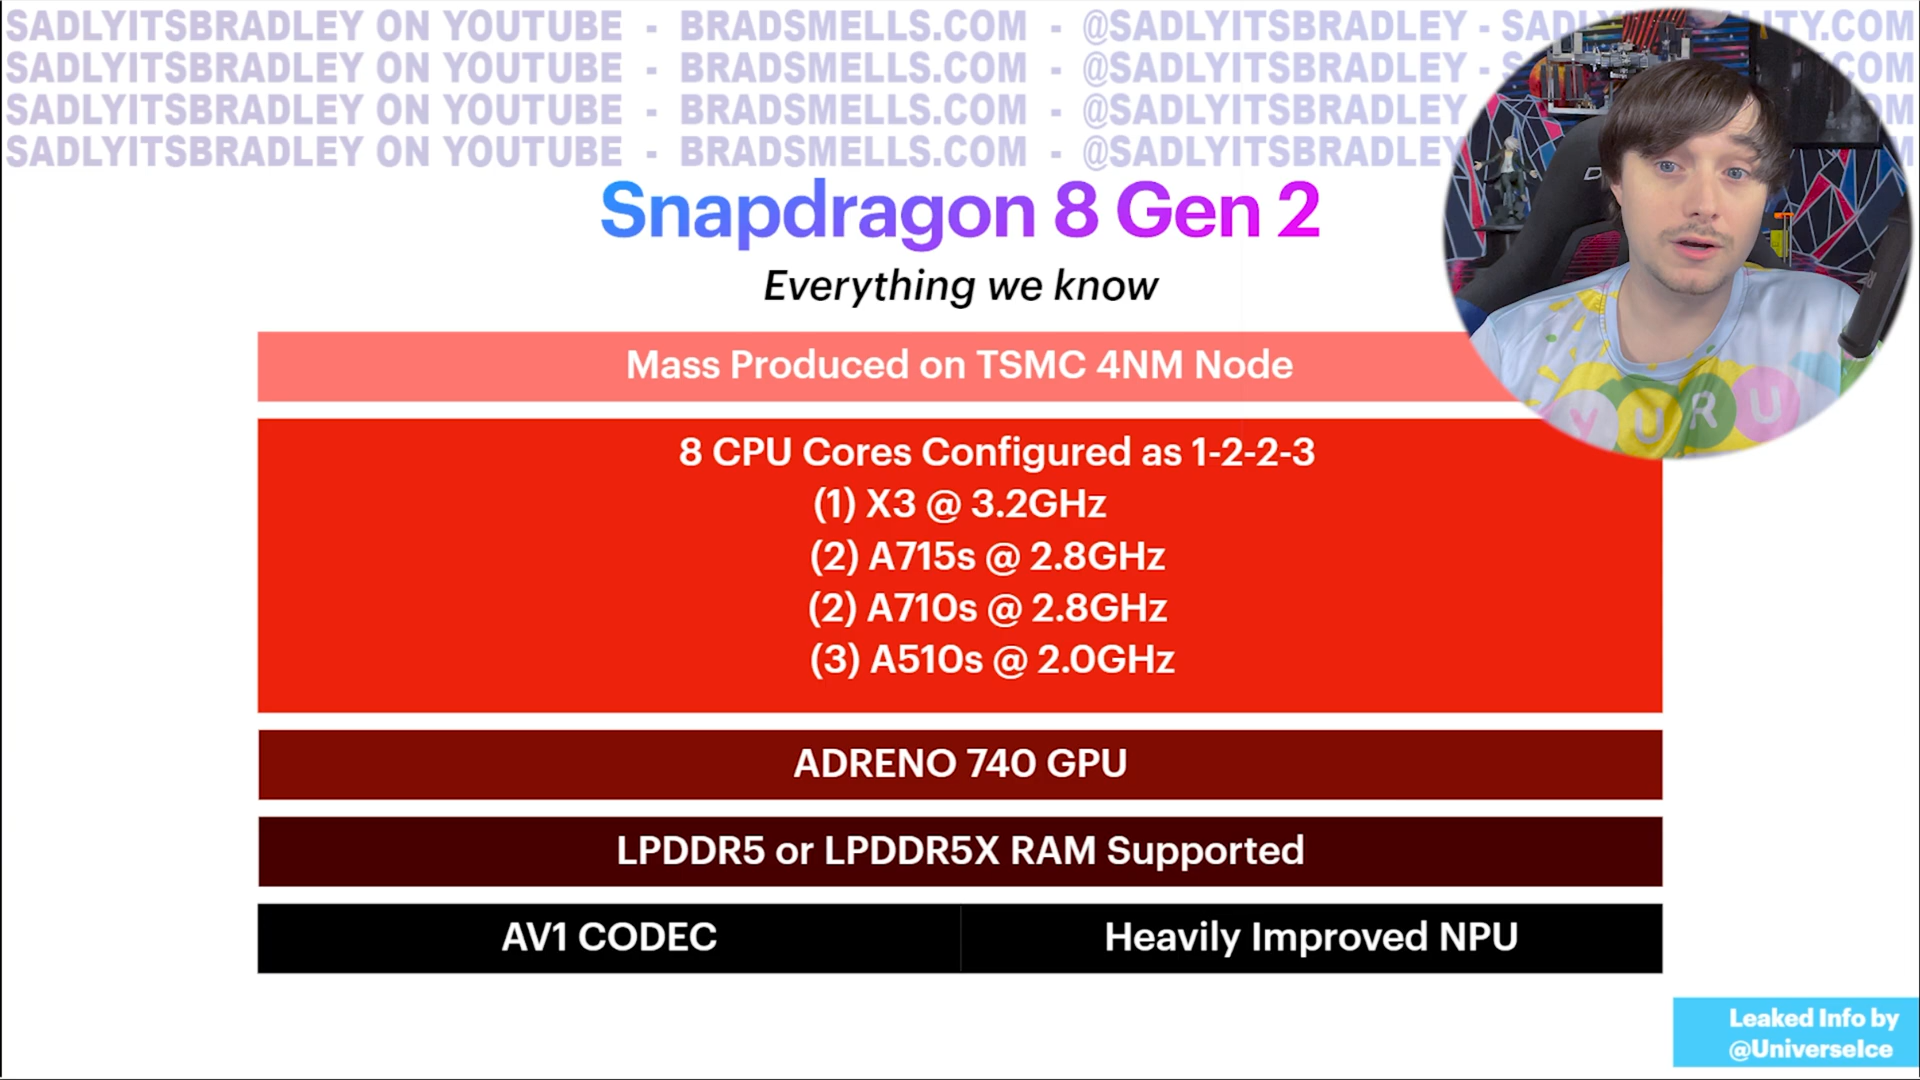 SADLYITSBRADLEY ON YOUTUBE - BRADSMELLS.COM - @SADLYITSBRADLEY - SADLYITY.COM
SADLYITSBRADLEY ON YOUTUBE - BRADSMELLS.COM - @SADLYITSBRADLEY - COM
SADLYITSBRADLEY ON YOUTUBE - BRADSMELLS.COM - @SADLYITSBRADLEY -
SADLYITSBRADLEY ON YOUTUBE - BRADSMELLS.COM - @SADLYITSBRADLEY
Snapdragon 8 Gen 2
Everything we know
Mass Produced on TSMC 4NM Node
8 CPU Cores Configured as 1-2-2-3
(1) X3 @ 3.2GHz
(2) A715s @ 2.8GHz
(2) A710s @ 2.8GHz
(3) A510s @ 2.0GHz
ADRENO 740 GPU
LPDDR5 or LPDDR5X RAM Supported
AV1 CODEC
Heavily Improved NPU
YURU
Leaked Info by
@UniverseIce